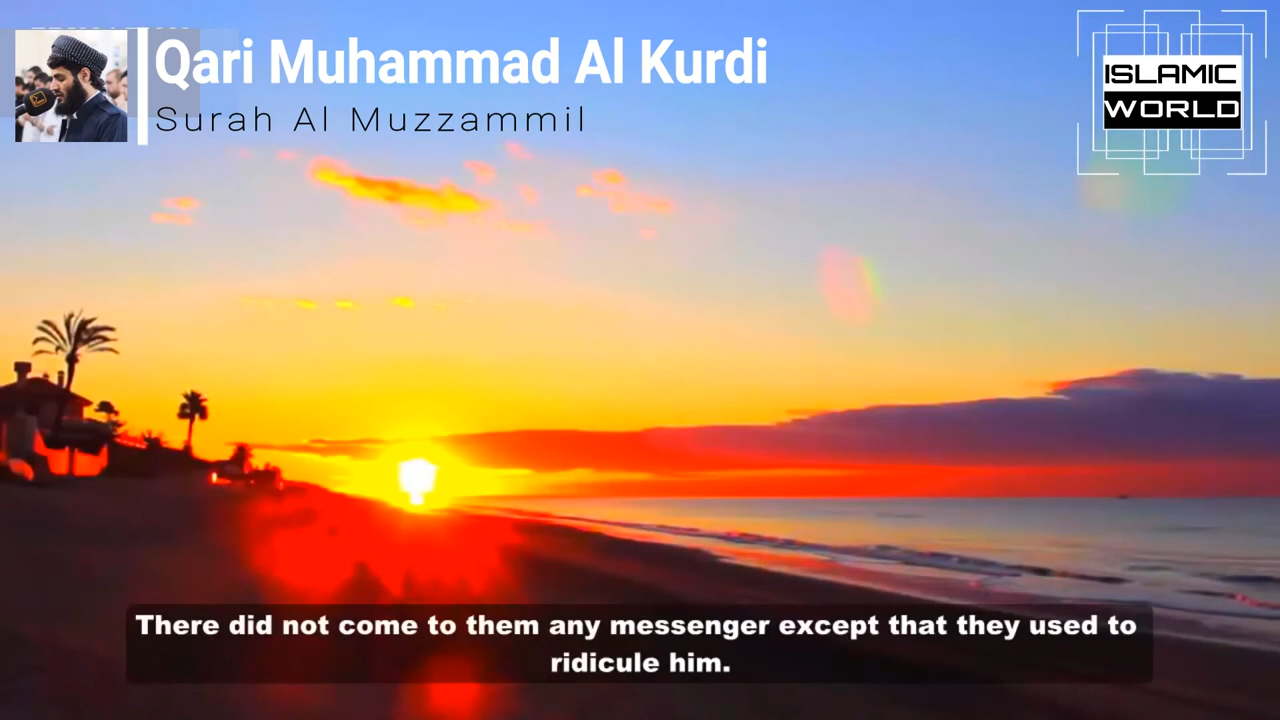 Qari Muhammad Al Kurdi
Surah Al Muzzammil
ISLAMIC
WORLD
There did not come to them any messenger except that they used to
ridicule him.